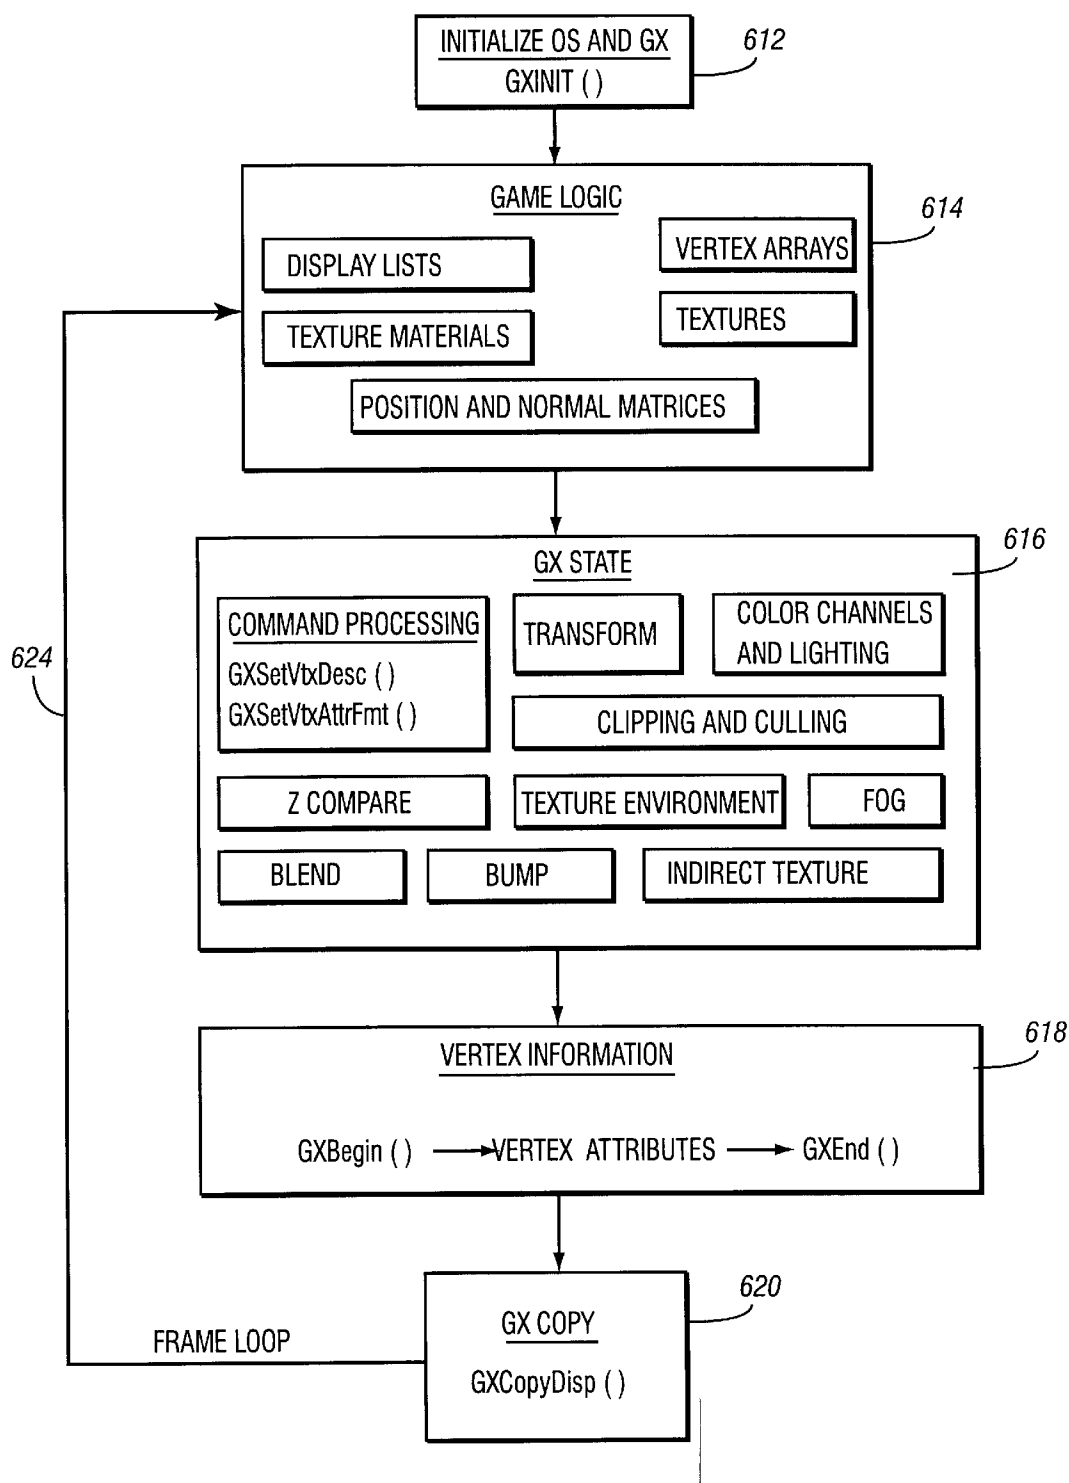 INITIALIZE OS AND GX
GXINIT ( )
612
GAME LOGIC
614
DISPLAY LISTS
VERTEX ARRAYS
TEXTURE MATERIALS
TEXTURES
POSITION AND NORMAL MATRICES
GX STATE
616
COMMAND PROCESSING
GXSetVtxDesc ( )
GXSetVtxAttrFmt ( )
TRANSFORM
COLOR CHANNELS
AND LIGHTING
CLIPPING AND CULLING
Z COMPARE
TEXTURE ENVIRONMENT
FOG
BLEND
BUMP
INDIRECT TEXTURE
624
VERTEX INFORMATION
618
GXBegin ( )
VERTEX ATTRIBUTES
GXEnd ( )
GX COPY
GXCopyDisp ( )
620
FRAME LOOP